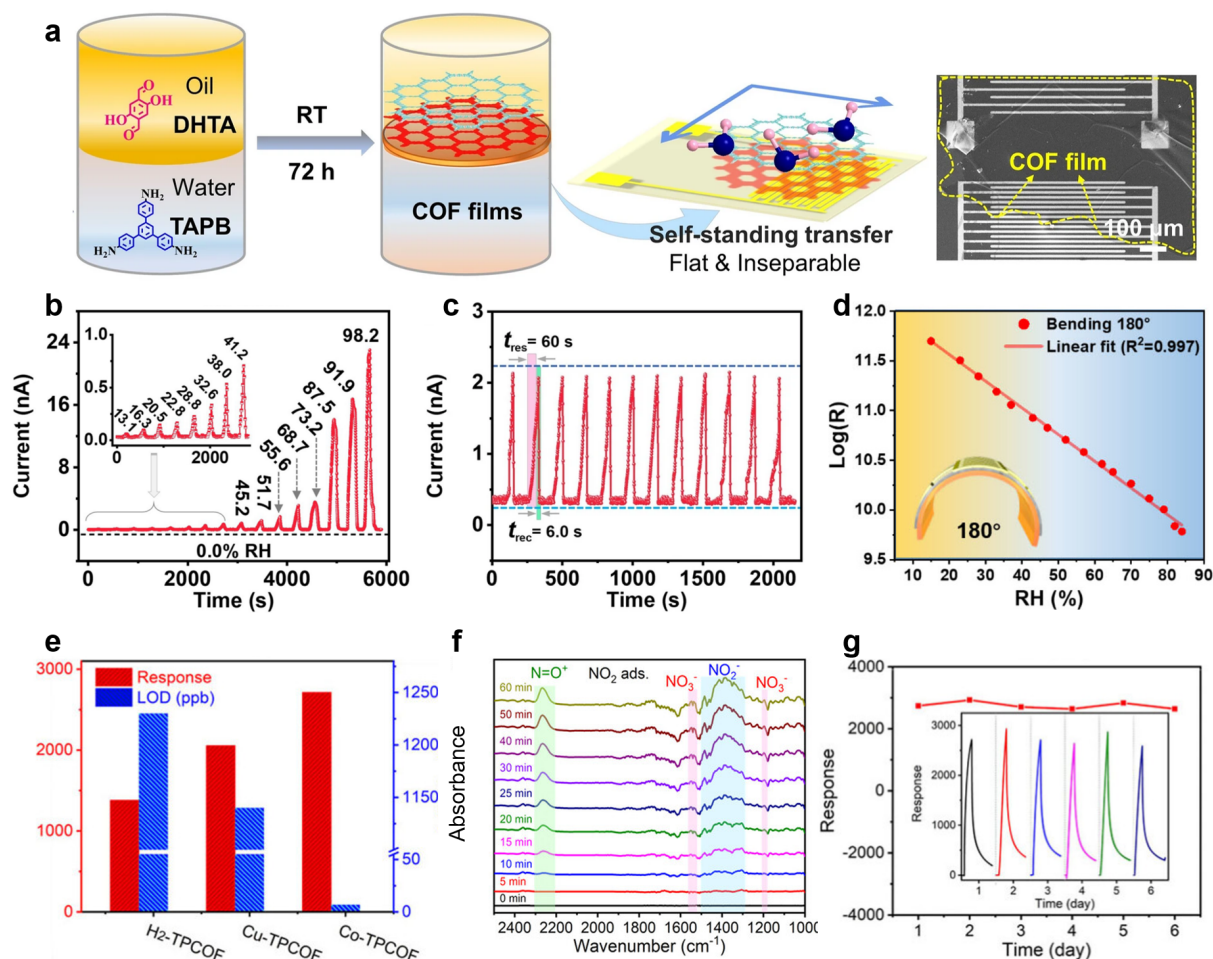 a
Oil
DHTA
HO
OH
O
O
Water
TAPB
NH₂
H₂N
NH₂
RT
72 h
COF films
Self-standing transfer
Flat & Inseparable
COF film
100 μm
b
Current (nA)
24
16
8
0
1.0
0.5
0.0
0
2000
13.1
16.3
20.5
22.8
28.8
32.6
38.0
41.2
45.2
51.7
55.6
68.7
73.2
87.5
91.9
98.2
0.0% RH
0 2000 4000 6000
Time (s)
c
Current (nA)
3
2
1
0
tres= 60 s
trec= 6.0 s
0 500 1000 1500 2000
Time (s)
d
Log(R)
12.0
11.5
11.0
10.5
10.0
9.5
Bending 180°
Linear fit (R²=0.997)
180°
10 20 30 40 50 60 70 80 90
RH (%)
e
3000
2000
1000
0
Response
LOD (ppb)
1250
1200
1150
50
0
H₂-TPCOF
Cu-TPCOF
Co-TPCOF
f
Absorbance
N=O⁺
NO₂ ads.
NO₃⁻
NO₂⁻
NO₃⁻
60 min
50 min
40 min
30 min
25 min
20 min
15 min
10 min
5 min
0 min
2400 2200 2000 1800 1600 1400 1200 1000
Wavenumber (cm⁻¹)
g
Response
4000
3000
2000
1000
0
-1000
-2000
-3000
-4000
Response
3000
2000
1000
0
1 2 3 4 5 6
Time (day)
1 2 3 4 5 6
Time (day)